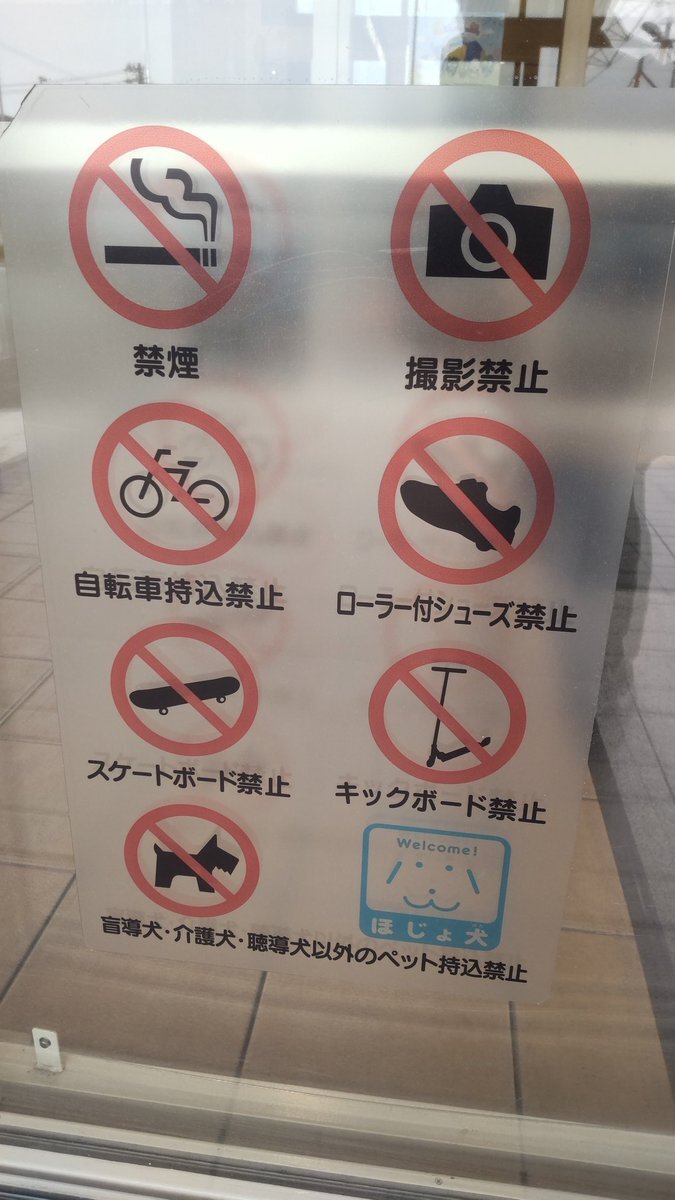 禁煙
撮影禁止
自転車持込禁止
ローラー付シューズ禁止
スケートボード禁止
キックボード禁止
Welcome!
ほじょ犬
盲導犬・介護犬・聴導犬以外のペット持込禁止